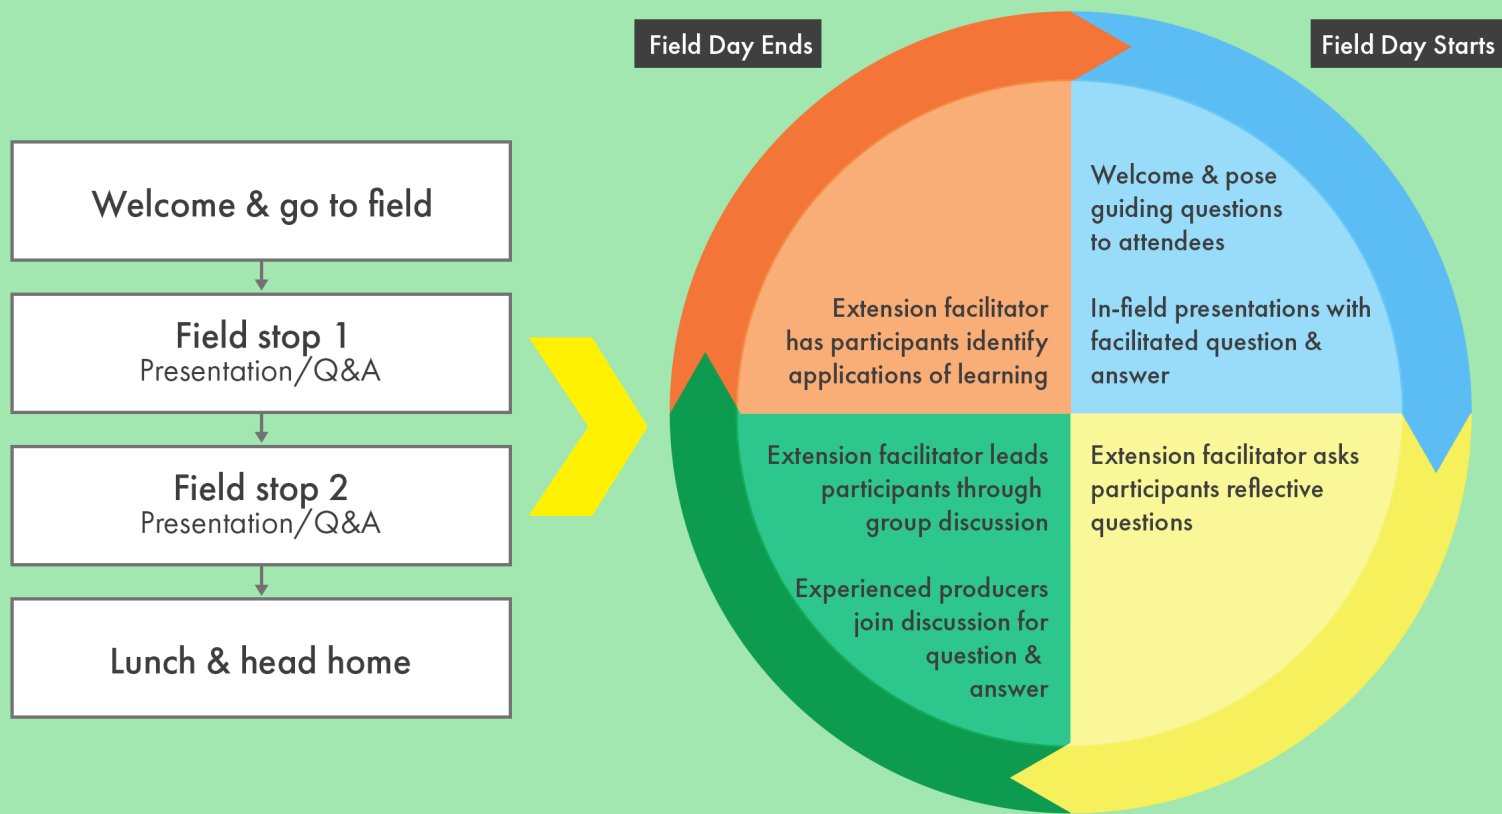 Field Day Ends
Field Day Starts
Welcome & go to field
Field stop 1
Presentation/Q&A
Field stop 2
Presentation/Q&A
Lunch & head home
Welcome & pose
guiding questions
to attendees
In-field presentations with
facilitated question &
answer
Extension facilitator asks
participants reflective
questions
Extension facilitator leads
participants through
group discussion
Experienced producers
join discussion for
question &
answer
Extension facilitator
has participants identify
applications of learning